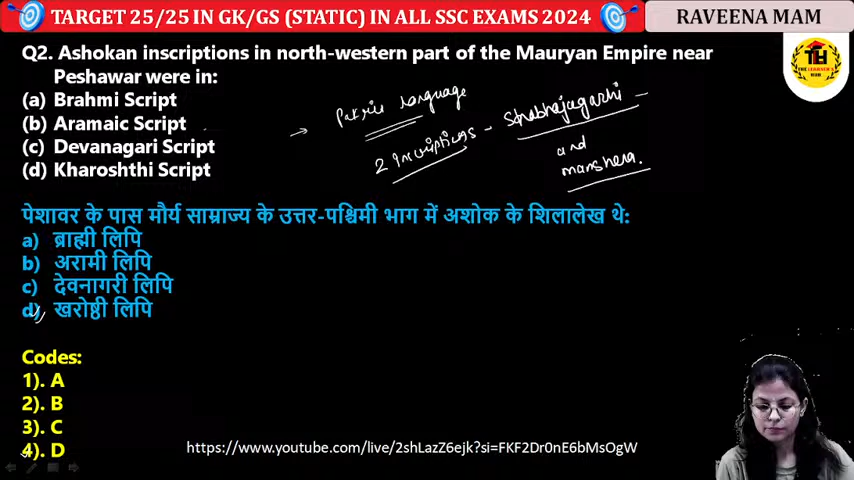 TARGET 25/25 IN GK/GS (STATIC) IN ALL SSC EXAMS 2024
RAVEENA MAM
Q2. Ashokan inscriptions in north-western part of the Mauryan Empire near
Peshawar were in:
(a) Brahmi Script
(b) Aramaic Script
(c) Devanagari Script
(d) Kharoshthi Script
language
2 Inscriptions -
and
manshera.
TH
पेशावर के पास मौर्य साम्राज्य के उत्तर-पश्चिमी भाग में अशोक के शिलालेख थे:
a) ब्राह्मी लिपि
b) अरामी लिपि
c) देवनागरी लिपि
d) खरोष्ठी लिपि
Codes:
1). A
2). B
3). C
4). D
https://www.youtube.com/live/2shLazZ6ejk?si=FKF2Dr0nE6bMsOgW